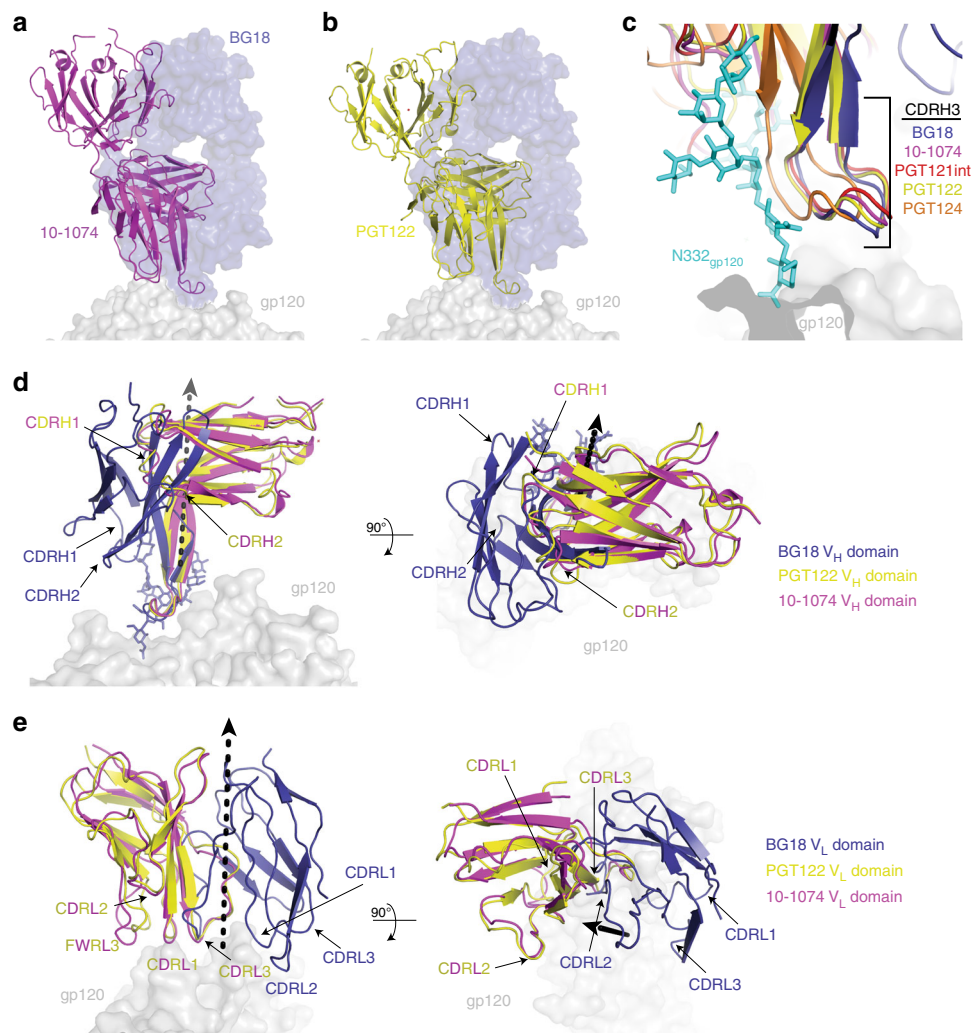 a
BG18
10-1074
gp120
b
PGT122
gp120
c
CDRH3
BG18
10-1074
PGT121int
PGT122
PGT124
N332gp120
gp120
d
CDRH1
CDRH2
CDRH1
CDRH2
gp120
90°
CDRH1
CDRH1
CDRH2
CDRH2
gp120
BG18 VH domain
PGT122 VH domain
10-1074 VH domain
e
CDRL2
FWRL3
CDRL1
CDRL3
CDRL2
CDRL1
CDRL3
gp120
90°
CDRL1
CDRL3
CDRL2
CDRL2
CDRL1
CDRL3
gp120
BG18 VL domain
PGT122 VL domain
10-1074 VL domain